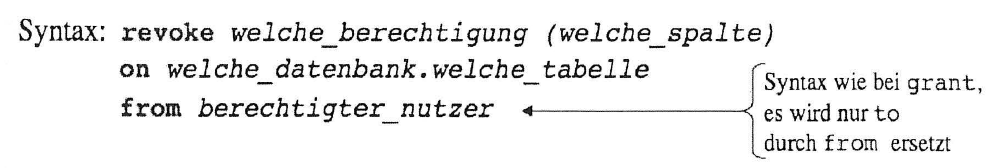 Syntax: revoke welche_berechtigung (welche_spalte)
on welche_datenbank.welche_tabelle
from berechtigter_nutzer
Syntax wie bei grant,
es wird nur to
durch from ersetzt